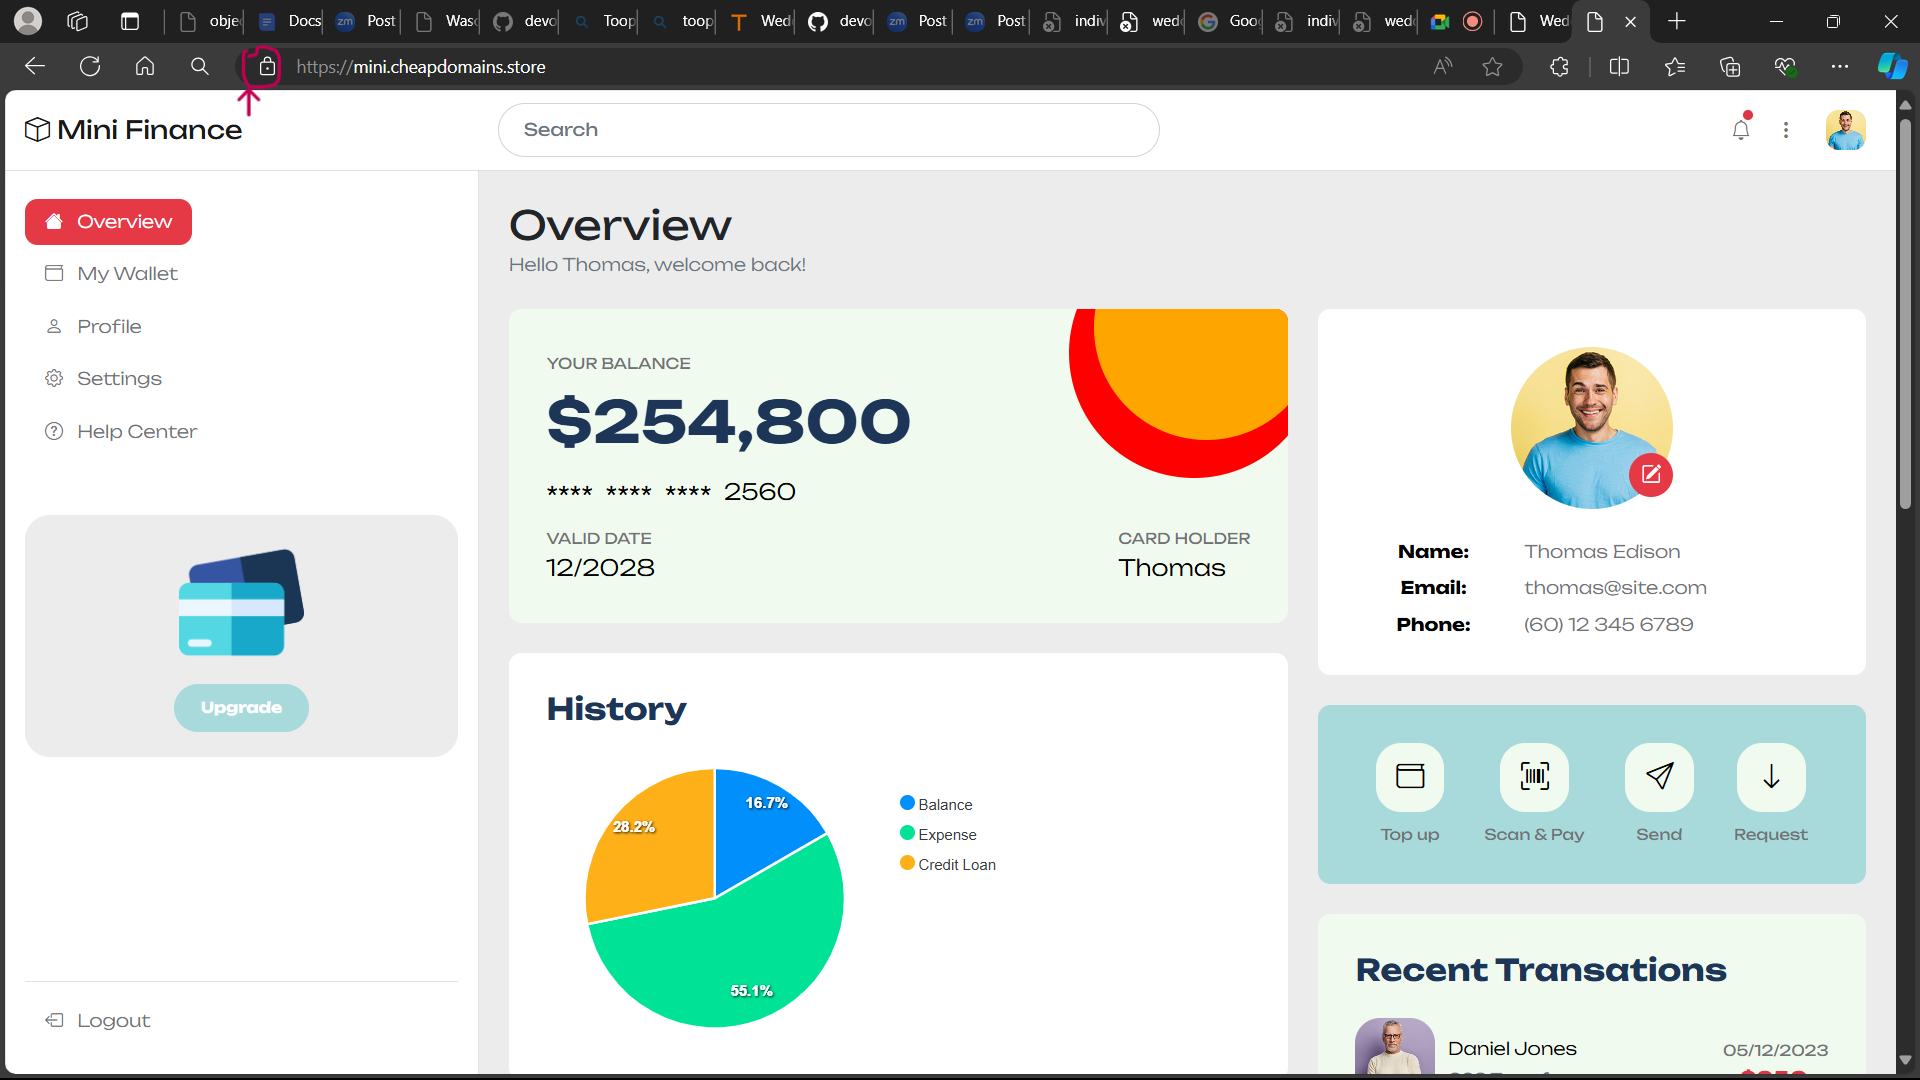 obje
Docs
Post
Was
devo
Toop
toop
Wed
devo
Post
Post
indiv
wed
Goo
indiv
wed
Wed
https://mini.cheapdomains.store
Mini Finance
Search
Overview
My Wallet
Profile
Settings
Help Center
Upgrade
Logout
Overview
Hello Thomas, welcome back!
YOUR BALANCE
$254,800
**** **** **** 2560
VALID DATE
12/2028
CARD HOLDER
Thomas
History
16.7%
28.2%
55.1%
Balance
Expense
Credit Loan
Name: Thomas Edison
Email: thomas@site.com
Phone: (60) 12 345 6789
Top up
Scan & Pay
Send
Request
Recent Transations
Daniel Jones
05/12/2023